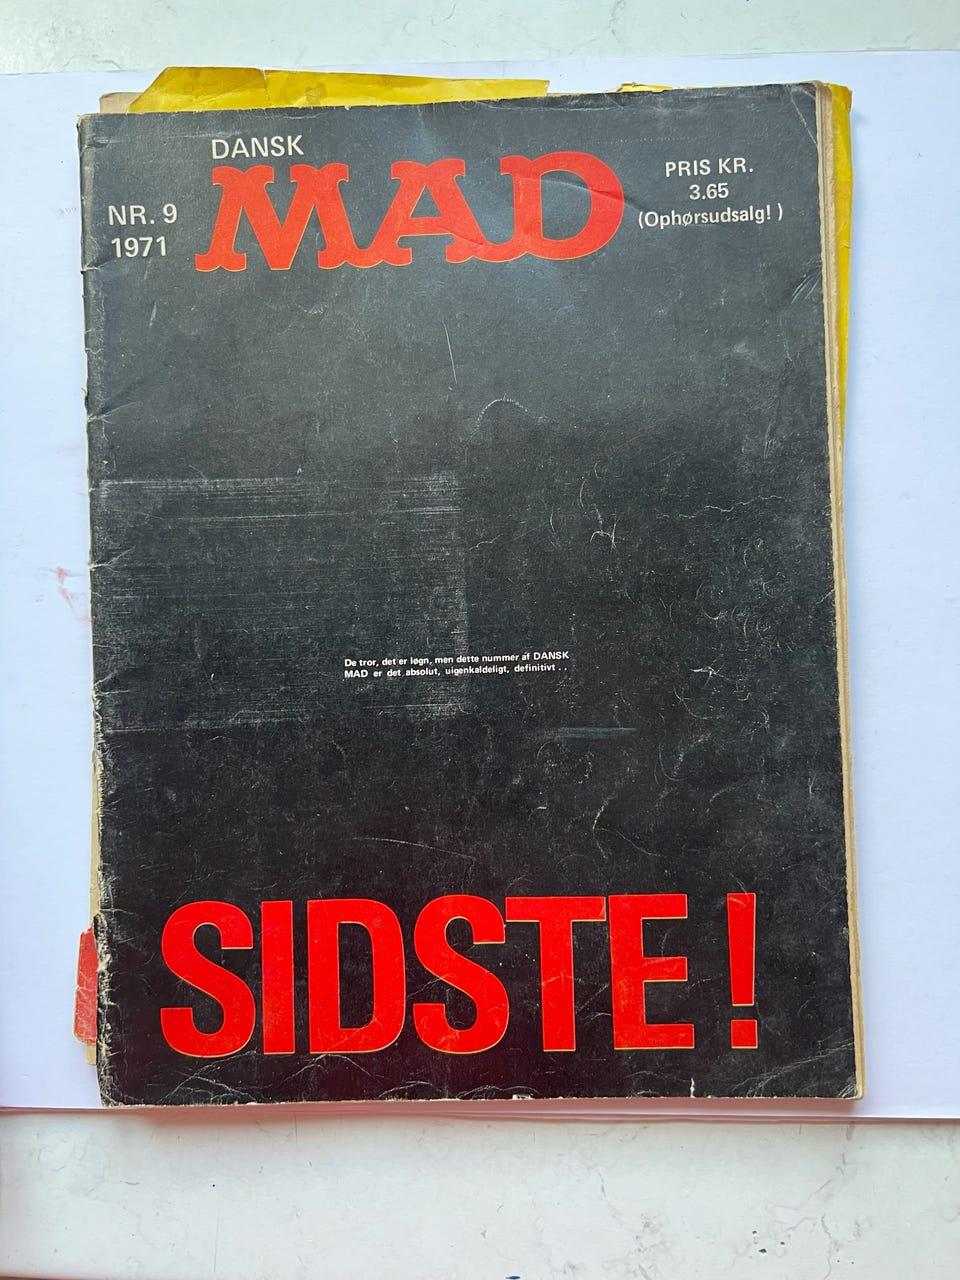 DANSK
MAD
NR. 9
1971
PRIS KR.
3.65
(Ophørsudsalg! )
De tror, det er løgn, men dette nummer af DANSK
MAD er det absolut, uigenkaldeligt, definitivt . .
SIDSTE !